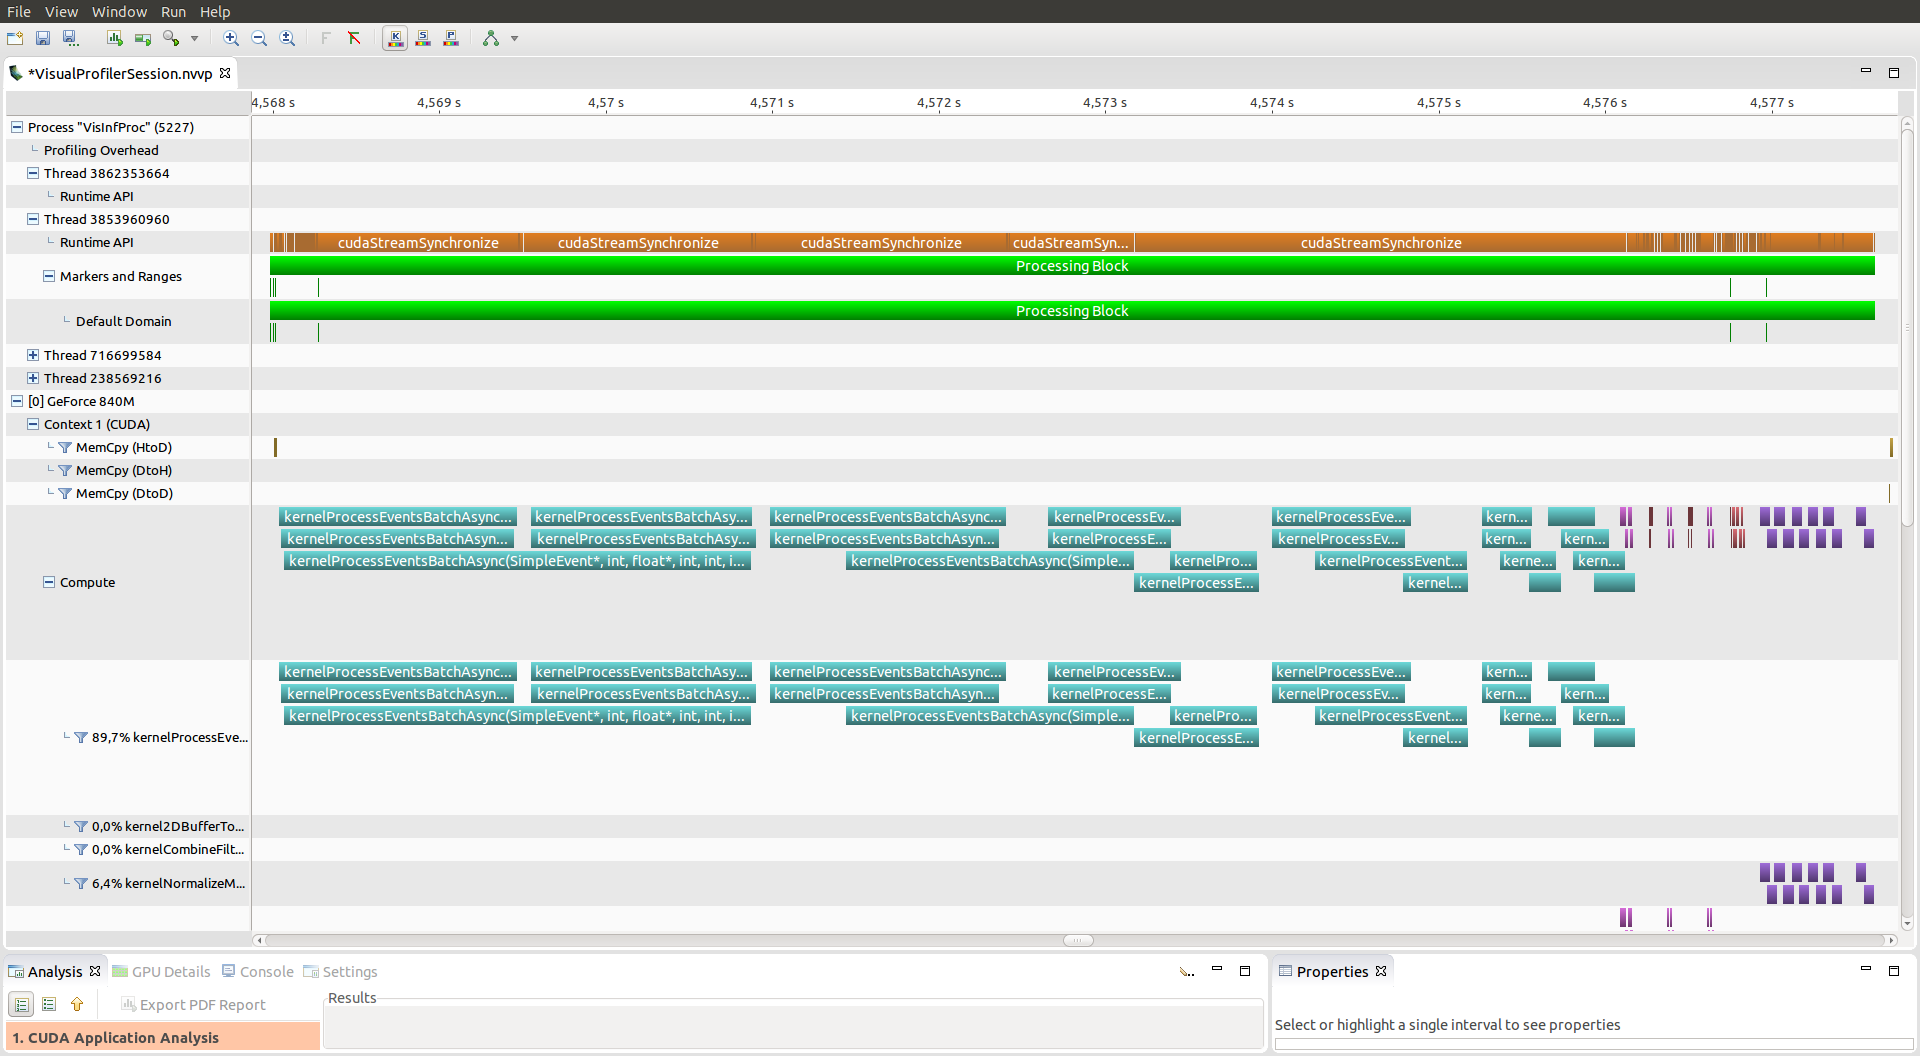 File View Window Run Help
*VisualProfilerSession.nvvp
4,568 s 4,569 s 4,57 s 4,571 s 4,572 s 4,573 s 4,574 s 4,575 s 4,576 s 4,577 s
Process "VisInfProc" (5227)
Profiling Overhead
Thread 3862353664
Runtime API
Thread 3853960960
Runtime API cudaStreamSynchronize cudaStreamSynchronize cudaStreamSynchronize cudaStreamSyn... cudaStreamSynchronize
Processing Block
Markers and Ranges
Processing Block
Default Domain
Thread 716699584
Thread 238569216
[0] GeForce 840M
Context 1 (CUDA)
MemCpy (HtoD)
MemCpy (DtoH)
MemCpy (DtoD)
kernelProcessEventsBatchAsync... kernelProcessEventsBatchAsy... kernelProcessEventsBatchAsync... kernelProcessEv... kernelProcessEve... kern...
kernelProcessEventsBatchAsyn... kernelProcessEventsBatchAsy... kernelProcessEventsBatchAsyn... kernelProcessE... kernelProcessEv... kern... kern...
kernelProcessEventsBatchAsync(SimpleEvent*, int, float*, int, int, i... kernelProcessEventsBatchAsync(Simple... kernelPro... kernelProcessEvent... kerne... kern...
Compute kernelProcessE... kernel...
kernelProcessEventsBatchAsync... kernelProcessEventsBatchAsy... kernelProcessEventsBatchAsync... kernelProcessEv... kernelProcessEve... kern...
kernelProcessEventsBatchAsyn... kernelProcessEventsBatchAsy... kernelProcessEventsBatchAsyn... kernelProcessE... kernelProcessEv... kern... kern...
kernelProcessEventsBatchAsync(SimpleEvent*, int, float*, int, int, i... kernelProcessEventsBatchAsync(Simple... kernelPro... kernelProcessEvent... kerne... kern...
89,7% kernelProcessEve... kernelProcessE... kernel...
0,0% kernel2DBufferTo...
0,0% kernelCombineFilt...
6,4% kernelNormalizeM...
Analysis GPU Details Console Settings
Properties
Export PDF Report
Results
1. CUDA Application Analysis
Select or highlight a single interval to see properties